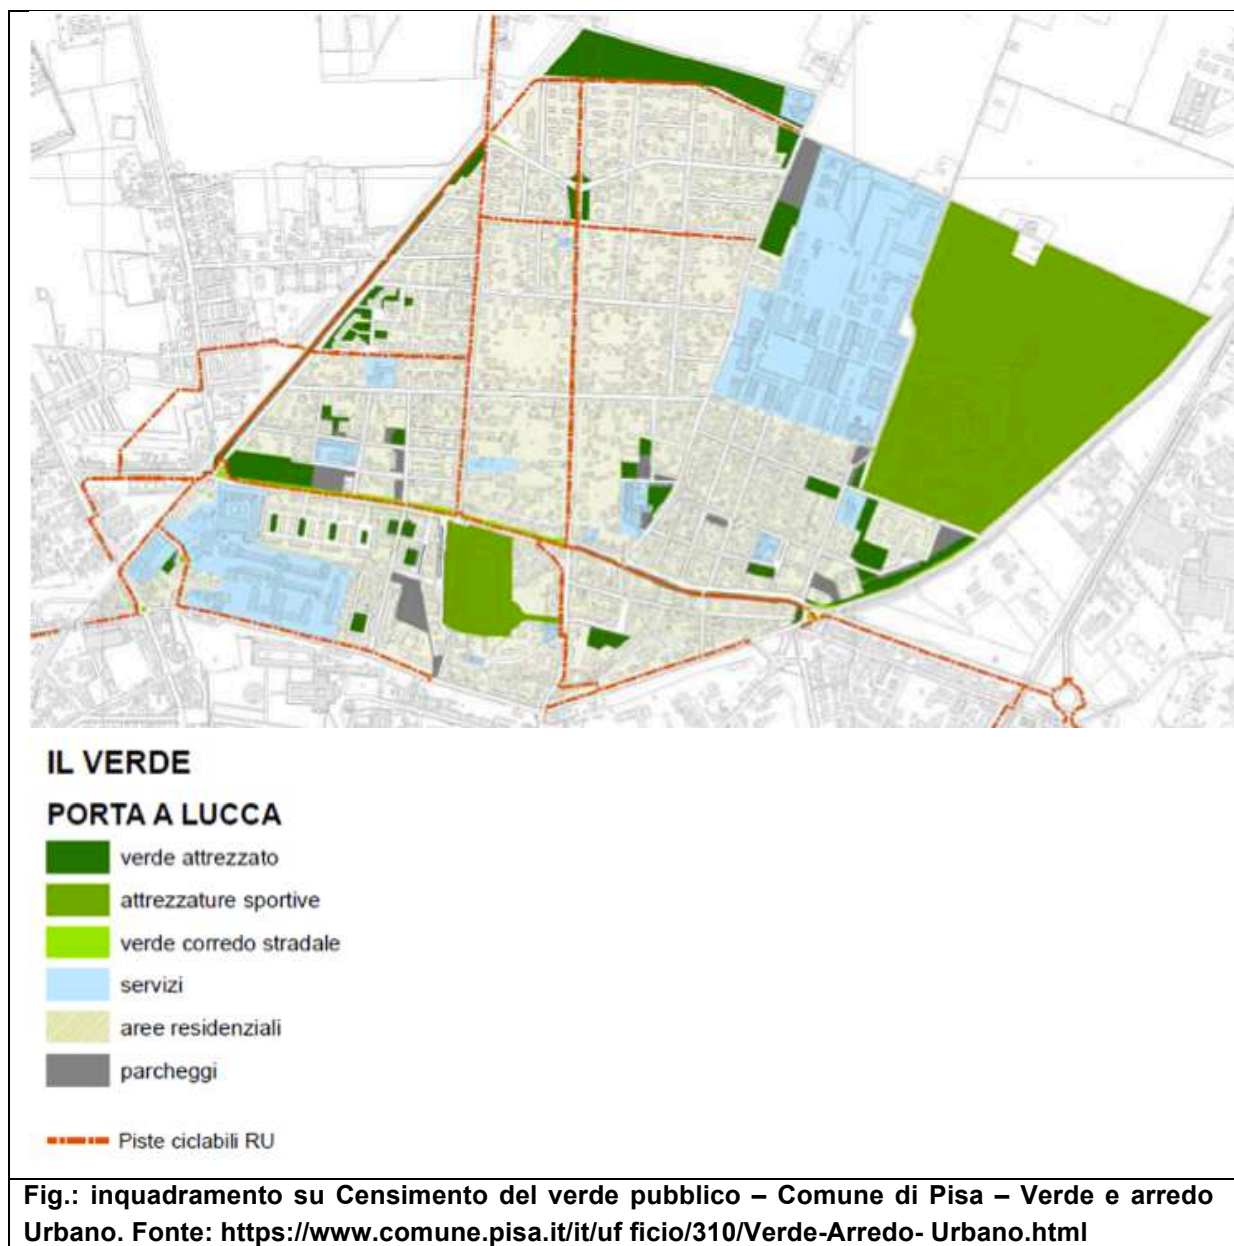 IL VERDE
PORTA A LUCCA
verde attrezzato
attrezzature sportive
verde corredo stradale
servizi
aree residenziali
parcheggi
Piste ciclabili RU
Fig.: inquadramento su Censimento del verde pubblico – Comune di Pisa – Verde e arredo
Urbano. Fonte: https://www.comune.pisa.it/it/uf ficio/310/Verde-Arredo- Urbano.html